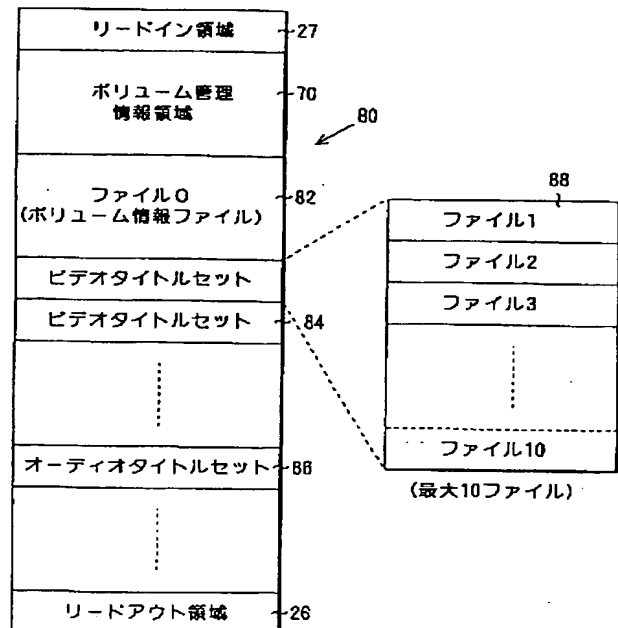 リードイン領域
27
ボリューム管理
情報領域
70
80
ファイル0
(ボリューム情報ファイル)
82
ビデオタイトルセット
ビデオタイトルセット
84
オーディオタイトルセット
86
リードアウト領域
26
88
ファイル1
ファイル2
ファイル3
ファイル10
(最大10ファイル)